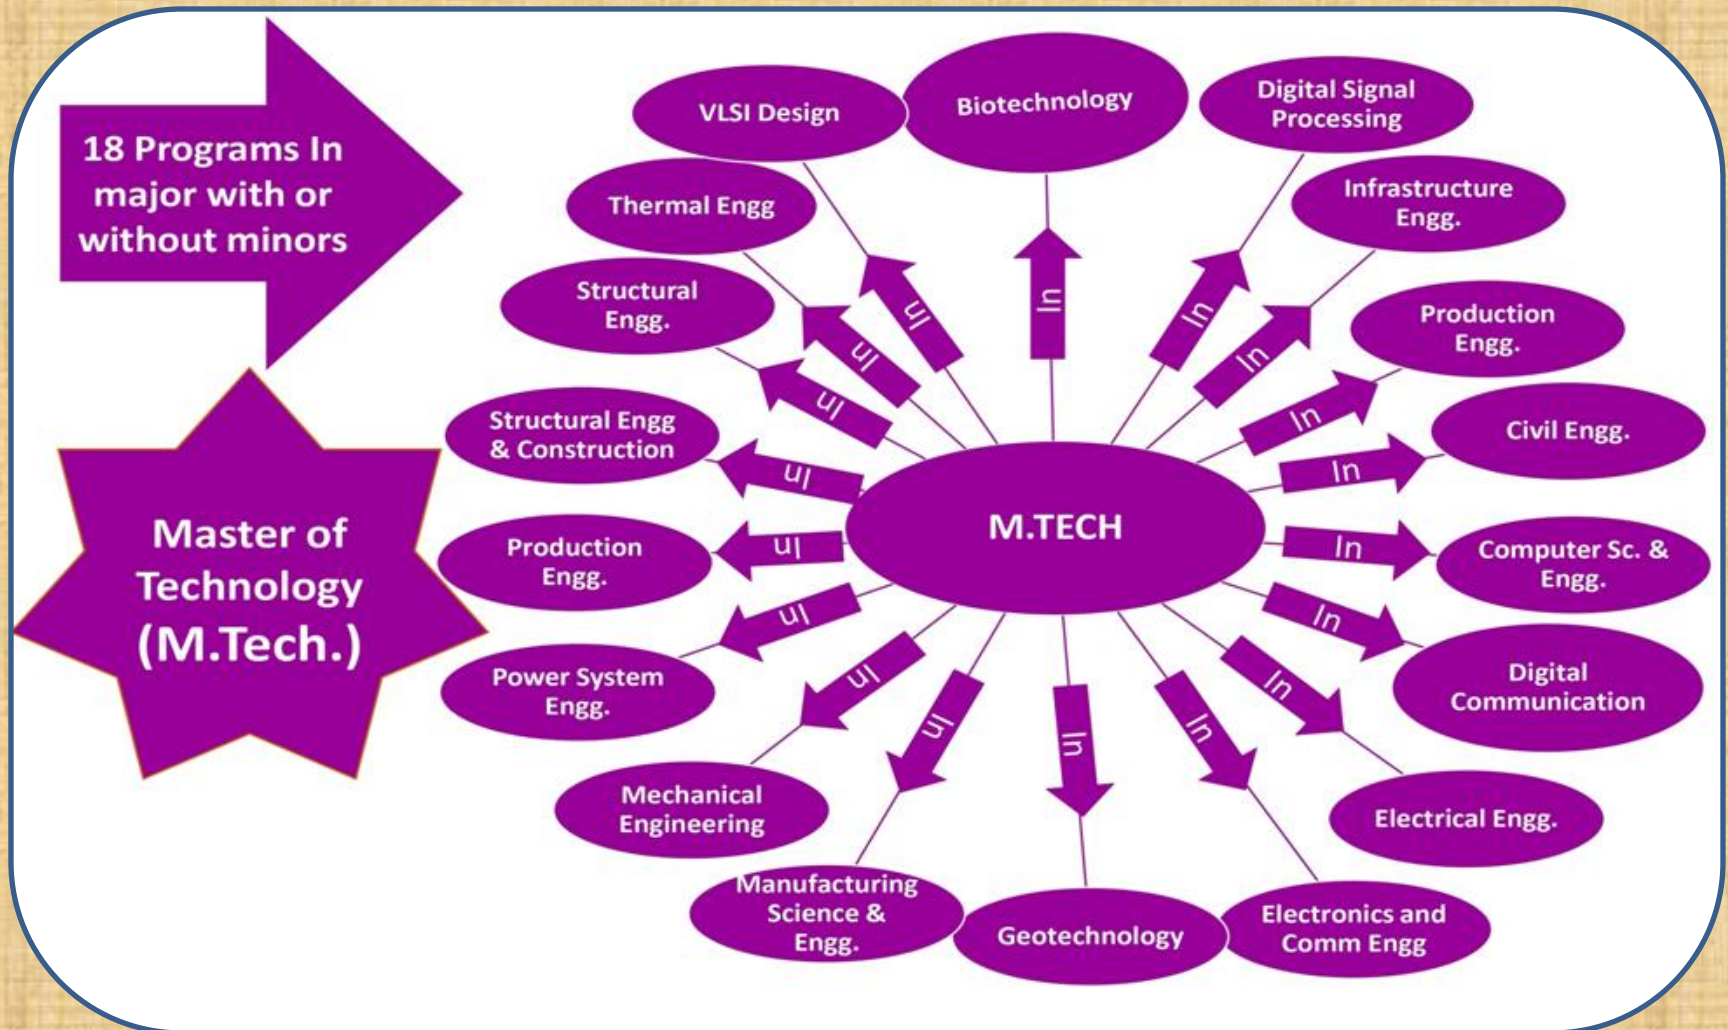 18 Programs In
major with or
without minors
Master of
Technology
(M.Tech.)
M.TECH
Biotechnology
In
Digital Signal
Processing
In
Infrastructure
Engg.
In
Production
Engg.
In
Civil Engg.
In
Computer Sc. &
Engg.
In
Digital
Communication
In
Electrical Engg.
In
Electronics and
Comm Engg
In
Geotechnology
In
Manufacturing
Science &
Engg.
In
Mechanical
Engineering
In
Power System
Engg.
In
Production
Engg.
In
Structural Engg
& Construction
In
Structural
Engg.
In
Thermal Engg
In
VLSI Design
In